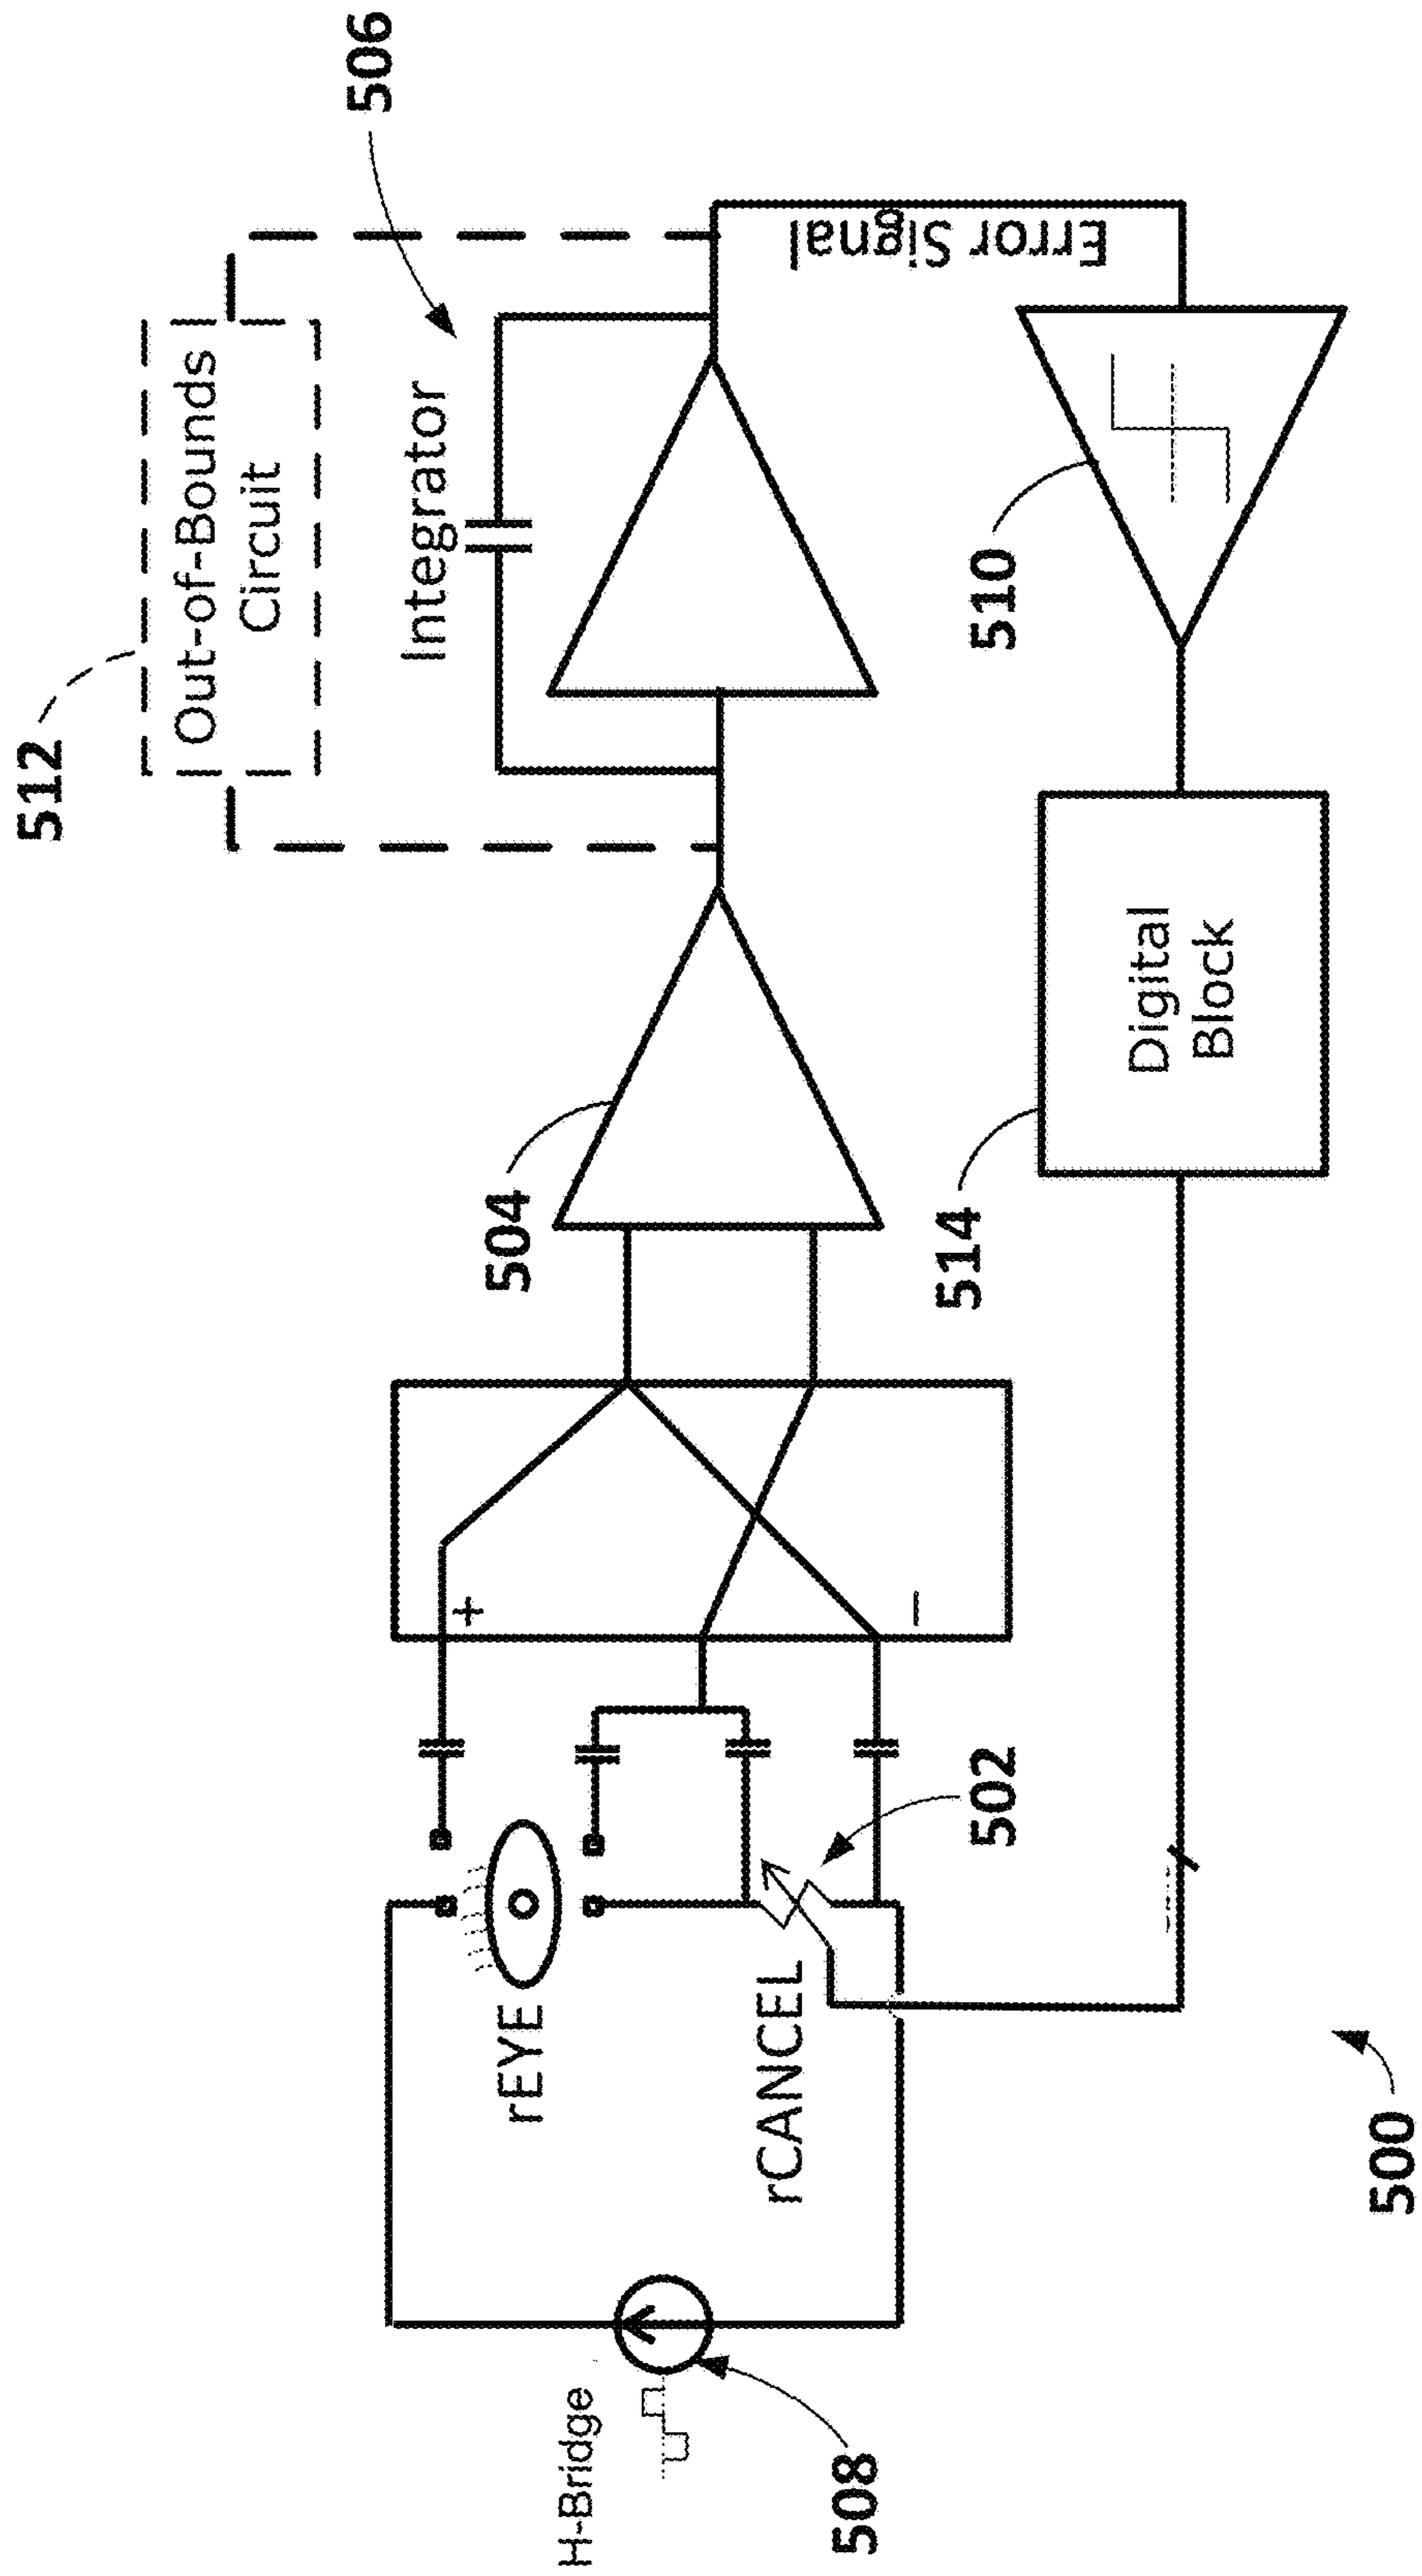 512
Out-of-Bounds
Circuit
506
Integrator
504
Error Signal
510
514
Digital
Block
+
−
502
rEYE
rCANCEL
H-Bridge
508
500